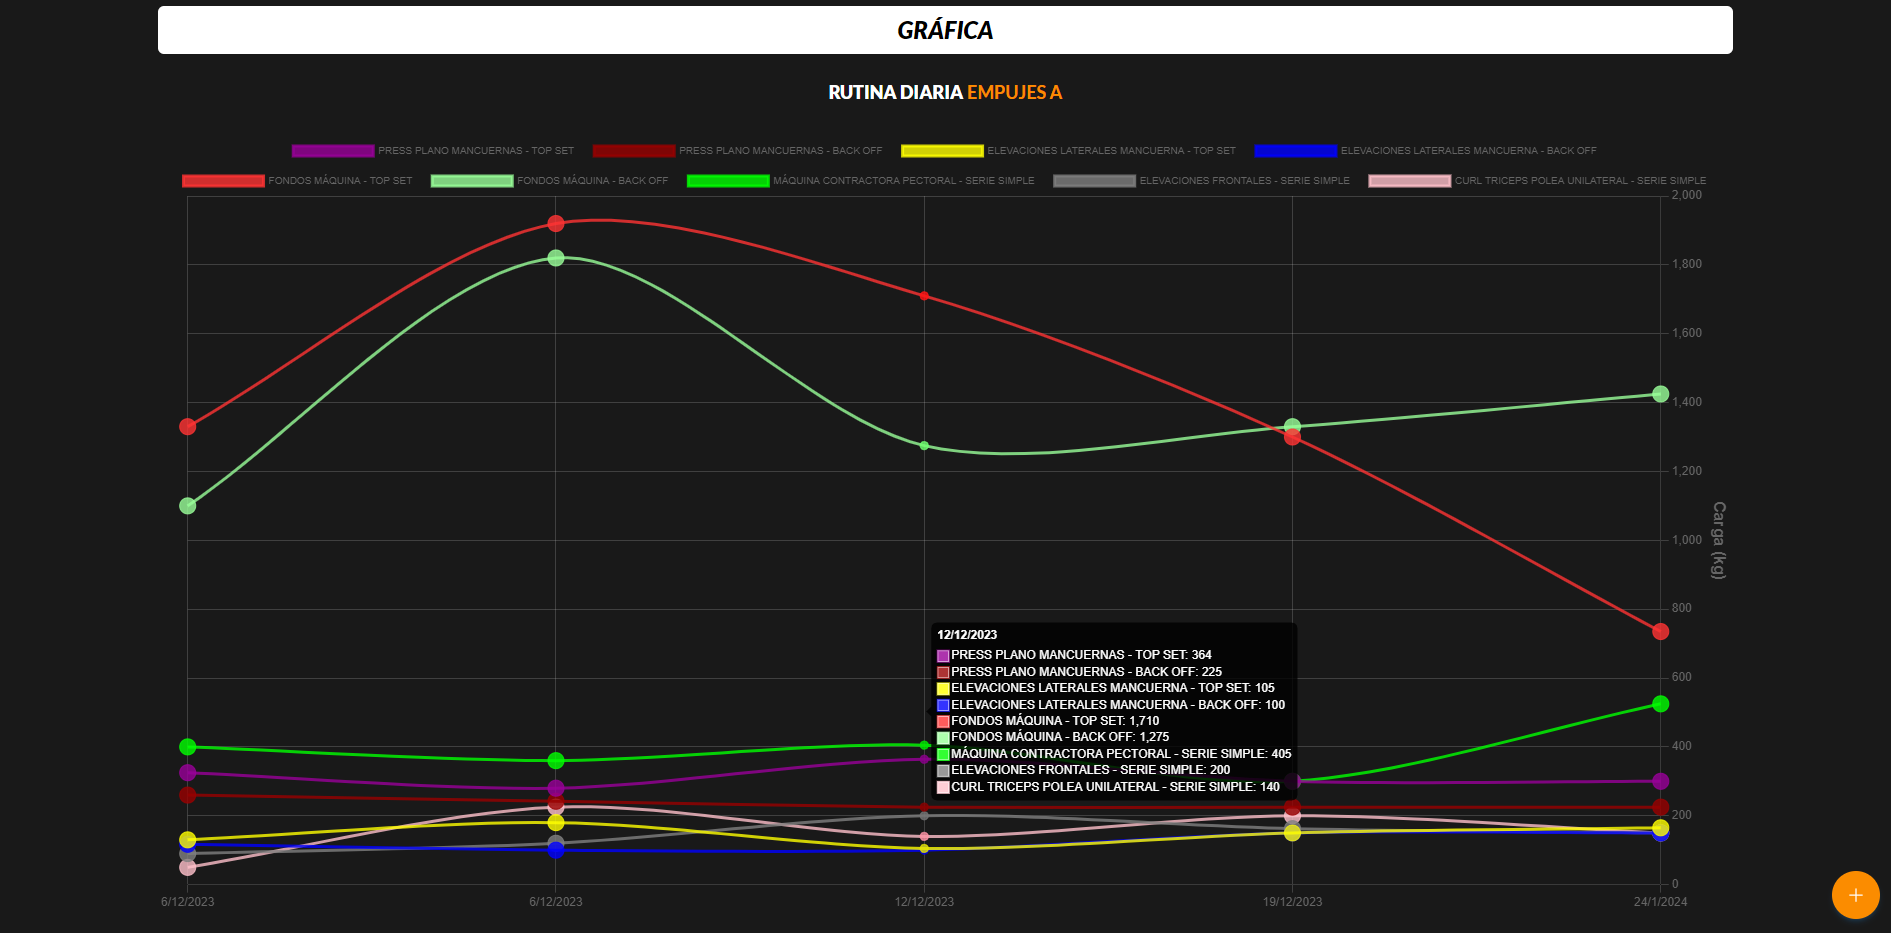 GRÁFICA
RUTINA DIARIA EMPUJES A
PRESS PLANO MANCUERNAS - TOP SET PRESS PLANO MANCUERNAS - BACK OFF ELEVACIONES LATERALES MANCUERNA - TOP SET ELEVACIONES LATERALES MANCUERNA - BACK OFF
FONDOS MÁQUINA - TOP SET FONDOS MÁQUINA - BACK OFF MÁQUINA CONTRACTORA PECTORAL - SERIE SIMPLE ELEVACIONES FRONTALES - SERIE SIMPLE CURL TRICEPS POLEA UNILATERAL - SERIE SIMPLE
2,000
1,800
1,600
1,400
1,200
1,000
800
600
400
200
0
Carga (kg)
12/12/2023
PRESS PLANO MANCUERNAS - TOP SET: 364
PRESS PLANO MANCUERNAS - BACK OFF: 225
ELEVACIONES LATERALES MANCUERNA - TOP SET: 105
ELEVACIONES LATERALES MANCUERNA - BACK OFF: 100
FONDOS MÁQUINA - TOP SET: 1,710
FONDOS MÁQUINA - BACK OFF: 1,275
MÁQUINA CONTRACTORA PECTORAL - SERIE SIMPLE: 405
ELEVACIONES FRONTALES - SERIE SIMPLE: 200
CURL TRICEPS POLEA UNILATERAL - SERIE SIMPLE: 140
6/12/2023 6/12/2023 12/12/2023 19/12/2023 24/1/2024
+